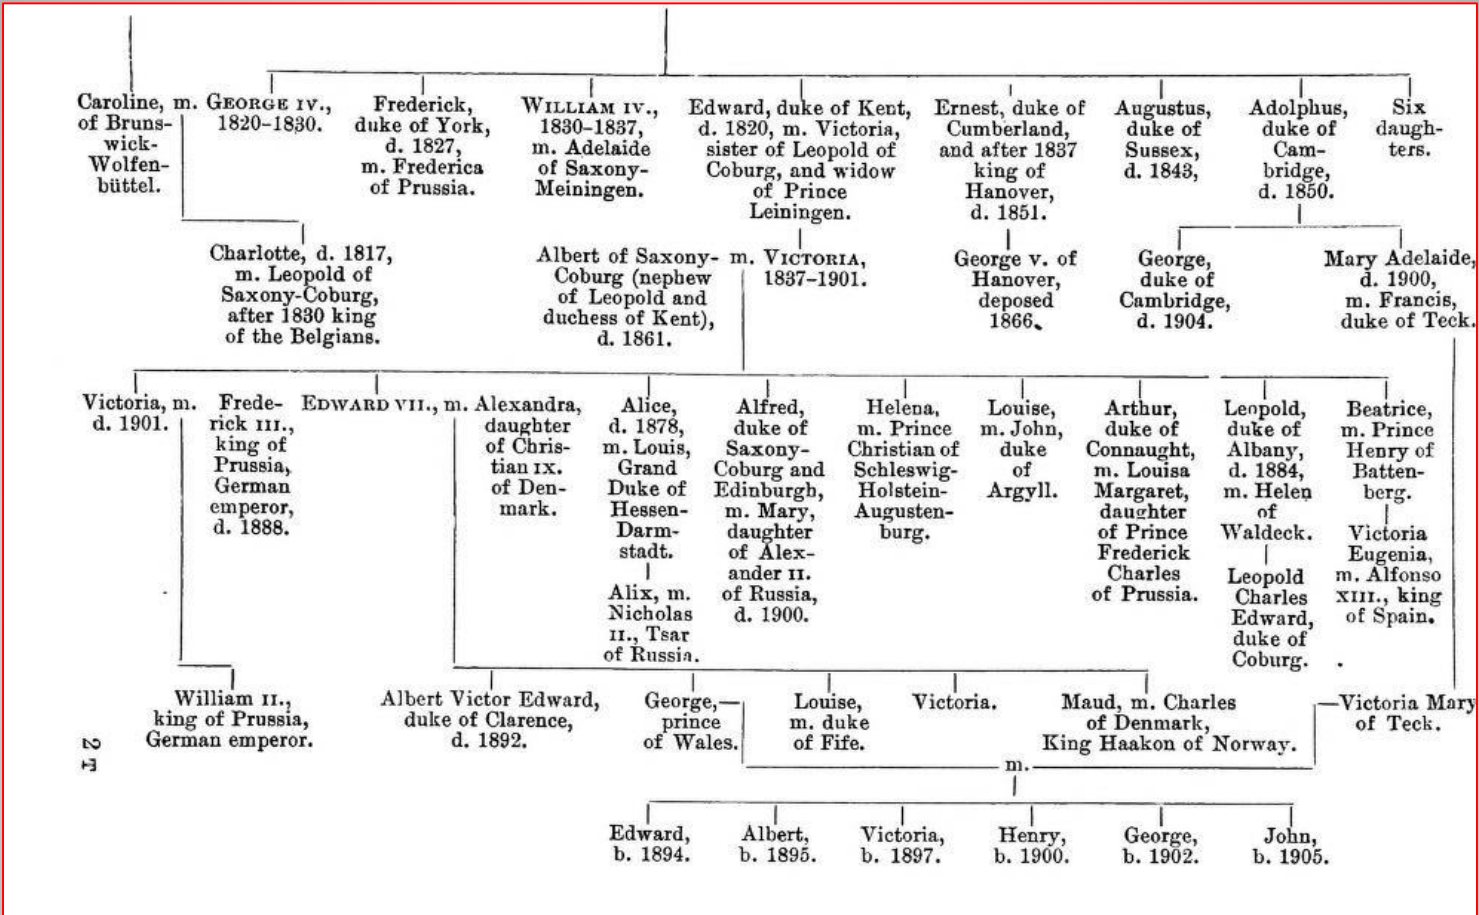 Caroline, m. GEORGE IV.,
of Bruns-
wick-
Wolfen-
büttel.
1820-1830.
Frederick,
duke of York,
d. 1827,
m. Frederica
of Prussia.
WILLIAM IV.,
1830-1837,
m. Adelaide
of Saxony-
Meiningen.
Edward, duke of Kent,
d. 1820, m. Victoria,
sister of Leopold of
Coburg, and widow
of Prince
Leiningen.
Ernest, duke of
Cumberland,
and after 1837
king of
Hanover,
d. 1851.
Augustus,
duke of
Sussex,
d. 1843,
Adolphus,
duke of
Cam-
bridge,
d. 1850.
Six
daugh-
ters.
Charlotte, d. 1817,
m. Leopold of
Saxony-Coburg,
after 1830 king
of the Belgians.
Albert of Saxony- m. VICTORIA,
Coburg (nephew
of Leopold and
duchess of Kent),
d. 1861.
1837-1901.
George v. of
Hanover,
deposed
1866.
George,
duke of
Cambridge,
d. 1904.
Mary Adelaide,
d. 1900,
m. Francis,
duke of Teck.
Victoria, m.
d. 1901.
Frede-
rick III.,
king of
Prussia,
German
emperor,
d. 1888.
EDWARD VII., m. Alexandra,
daughter
of Chris-
tian IX.
of Den-
mark.
Alice,
d. 1878,
m. Louis,
Grand
Duke of
Hessen-
Darm-
stadt.
Alix, m.
Nicholas
II., Tsar
of Russia.
Alfred,
duke of
Saxony-
Coburg and
Edinburgh,
m. Mary,
daughter
of Alex-
ander II.
of Russia,
d. 1900.
Helena,
m. Prince
Christian of
Schleswig-
Holstein-
Augusten-
burg.
Louise,
m. John,
duke
of
Argyll.
Arthur,
duke of
Connaught,
m. Louisa
Margaret,
daughter
of Prince
Frederick
Charles
of Prussia.
Leopold,
duke of
Albany,
d. 1884,
m. Helen
of
Waldeck.
Leopold
Charles
Edward,
duke of
Coburg.
Beatrice,
m. Prince
Henry of
Batten-
berg.
Victoria
Eugenia,
m. Alfonso
XIII., king
of Spain.
William II.,
king of Prussia,
German emperor.
Albert Victor Edward,
duke of Clarence,
d. 1892.
George,—
prince
of Wales.
Louise,
m. duke
of Fife.
Victoria.
Maud, m. Charles
of Denmark,
King Haakon of Norway.
—Victoria Mary
of Teck.
m.
Edward,
b. 1894.
Albert,
b. 1895.
Victoria,
b. 1897.
Henry,
b. 1900.
George,
b. 1902.
John,
b. 1905.
2 T